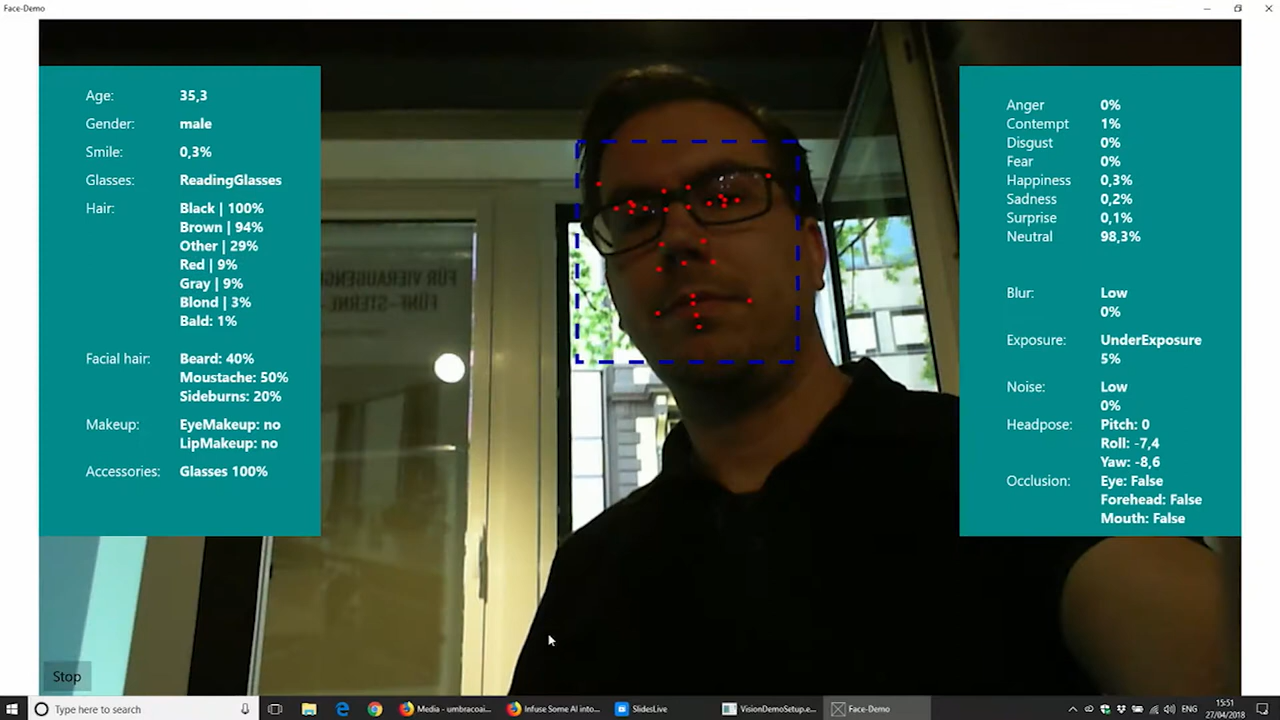 Face-Demo
Age: 35,3
Gender: male
Smile: 0,3%
Glasses: ReadingGlasses
Hair: Black | 100%
Brown | 94%
Other | 29%
Red | 9%
Gray | 9%
Blond | 3%
Bald: 1%
Facial hair: Beard: 40%
Moustache: 50%
Sideburns: 20%
Makeup: EyeMakeup: no
LipMakeup: no
Accessories: Glasses 100%
FÜR VIERAUGENG
FÜNF-STERNE-
Anger 0%
Contempt 1%
Disgust 0%
Fear 0%
Happiness 0,3%
Sadness 0,2%
Surprise 0,1%
Neutral 98,3%
Blur: Low
0%
Exposure: UnderExposure
5%
Noise: Low
0%
Headpose: Pitch: 0
Roll: -7,4
Yaw: -8,6
Occlusion: Eye: False
Forehead: False
Mouth: False
Stop
Type here to search
Media - umbracoai...
Infuse Some AI into...
SlidesLive
VisionDemoSetup.e...
Face-Demo
ENG
15:51
27/04/2018